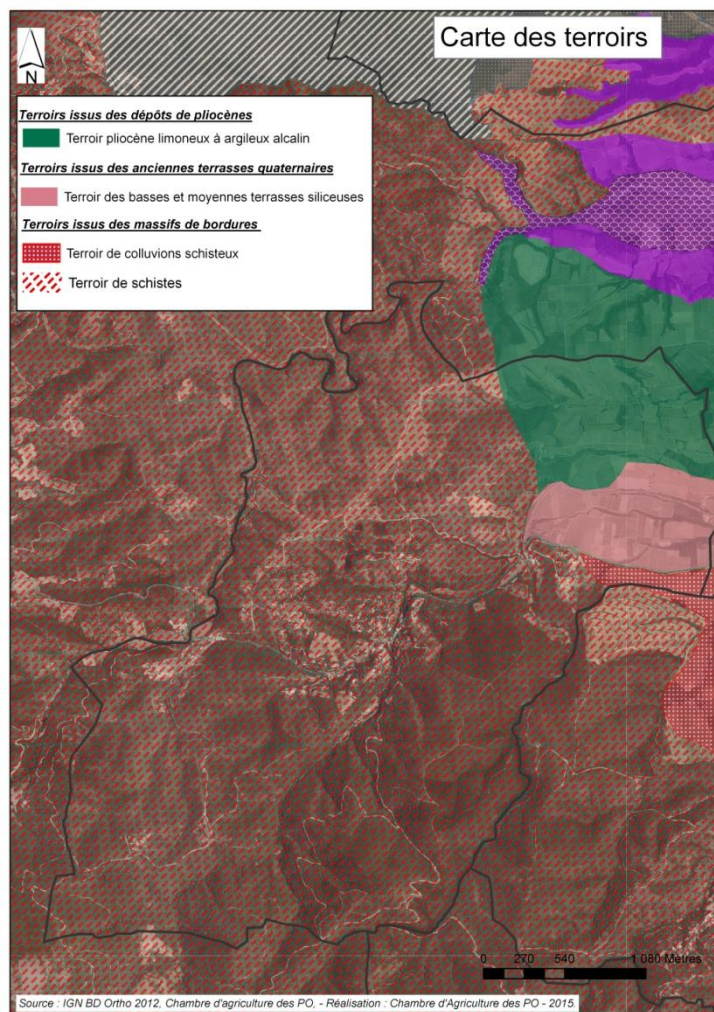 Carte des terroirs
N
Terroirs issus des dépôts de pliocènes
Terroir pliocène limoneux à argileux alcalin
Terroirs issus des anciennes terrasses quaternaires
Terroir des basses et moyennes terrasses siliceuses
Terroirs issus des massifs de bordures
Terroir de colluvions schisteux
Terroir de schistes
0 270 540 1 080 Mètres
Source : IGN BD Ortho 2012, Chambre d'agriculture des PO, - Réalisation : Chambre d'Agriculture des PO - 2015.